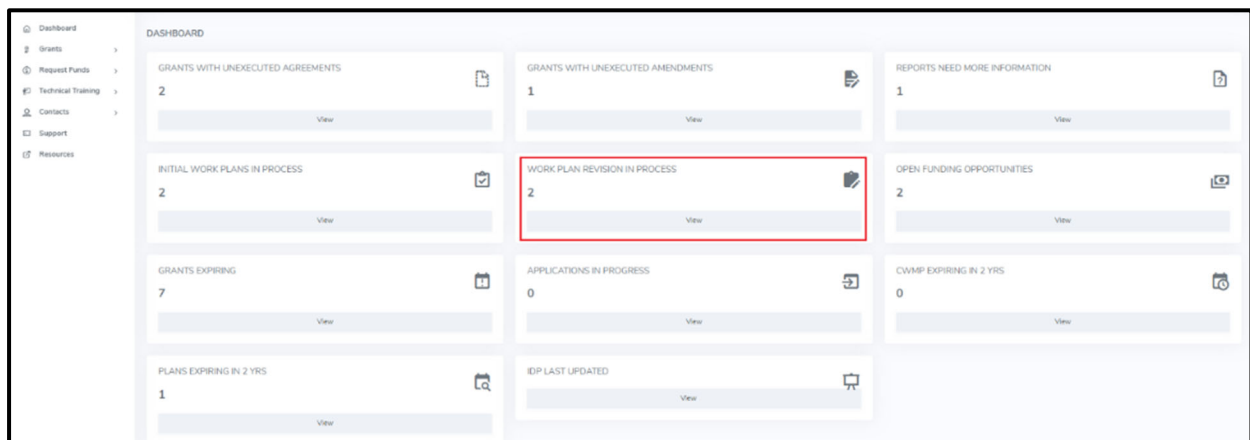 Dashboard
Grants
Request Funds
Technical Training
Contacts
Support
Resources
DASHBOARD
GRANTS WITH UNEXECUTED AGREEMENTS
2
View
GRANTS WITH UNEXECUTED AMENDMENTS
1
View
REPORTS NEED MORE INFORMATION
1
View
INITIAL WORK PLANS IN PROCESS
2
View
WORK PLAN REVISION IN PROCESS
2
View
OPEN FUNDING OPPORTUNITIES
2
View
GRANTS EXPIRING
7
View
APPLICATIONS IN PROGRESS
0
View
CWMP EXPIRING IN 2 YRS
0
View
PLANS EXPIRING IN 2 YRS
1
View
IDP LAST UPDATED
View